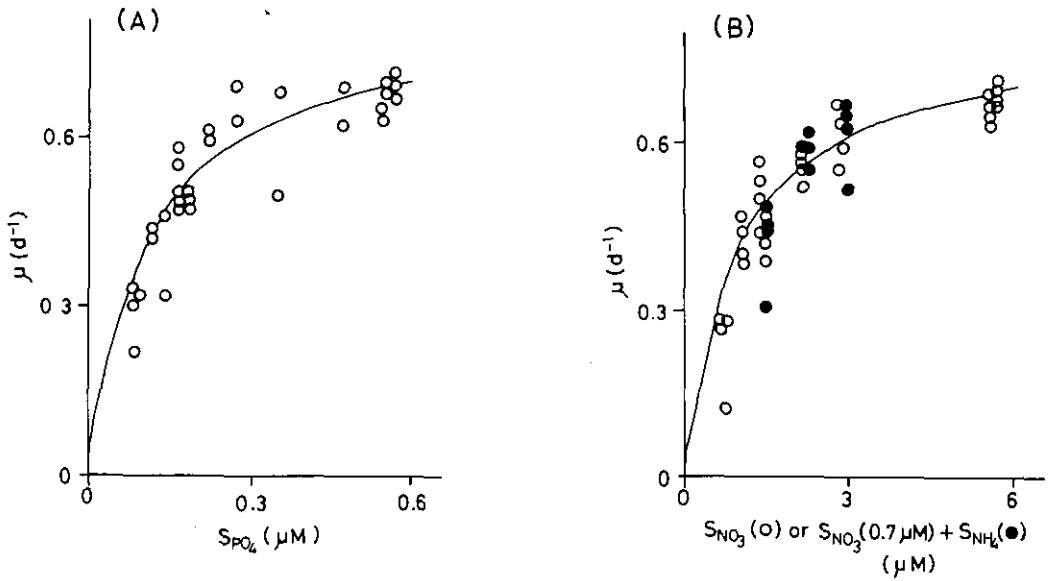 (A)
0.6
0.3
0
μ (d⁻¹)
0
0.3
0.6
S_PO₄ (μM)
(B)
0.6
0.3
0
μ (d⁻¹)
0
3
6
S_NO₃ (○) or S_NO₃ (0.7 μM) + S_NH₄ (●)
(μM)